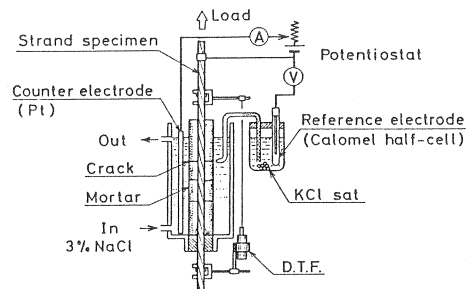 Load
Strand specimen
A
Potentiostat
V
Counter electrode
(Pt)
Reference electrode
(Calomel half-cell)
Out
Crack
KCl sat
Mortar
In
3% NaCl
D.T.F.